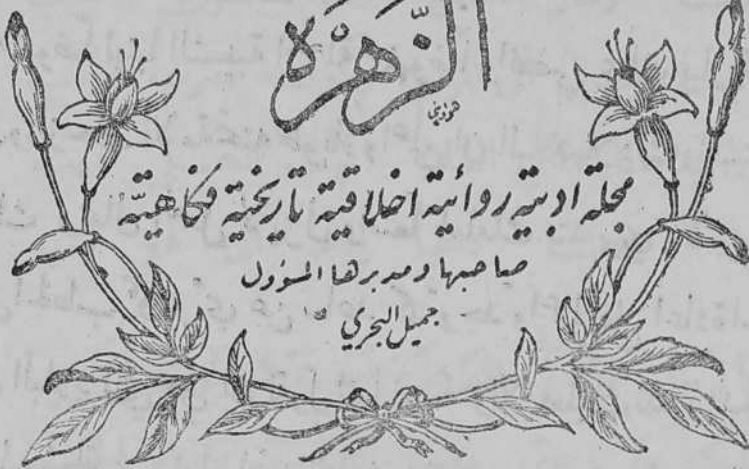 الزهرة
مجلة ادبية روائية اخلاقية تاريخية فكاهية
صاحبها ومديرها المسؤول
جميل البحري